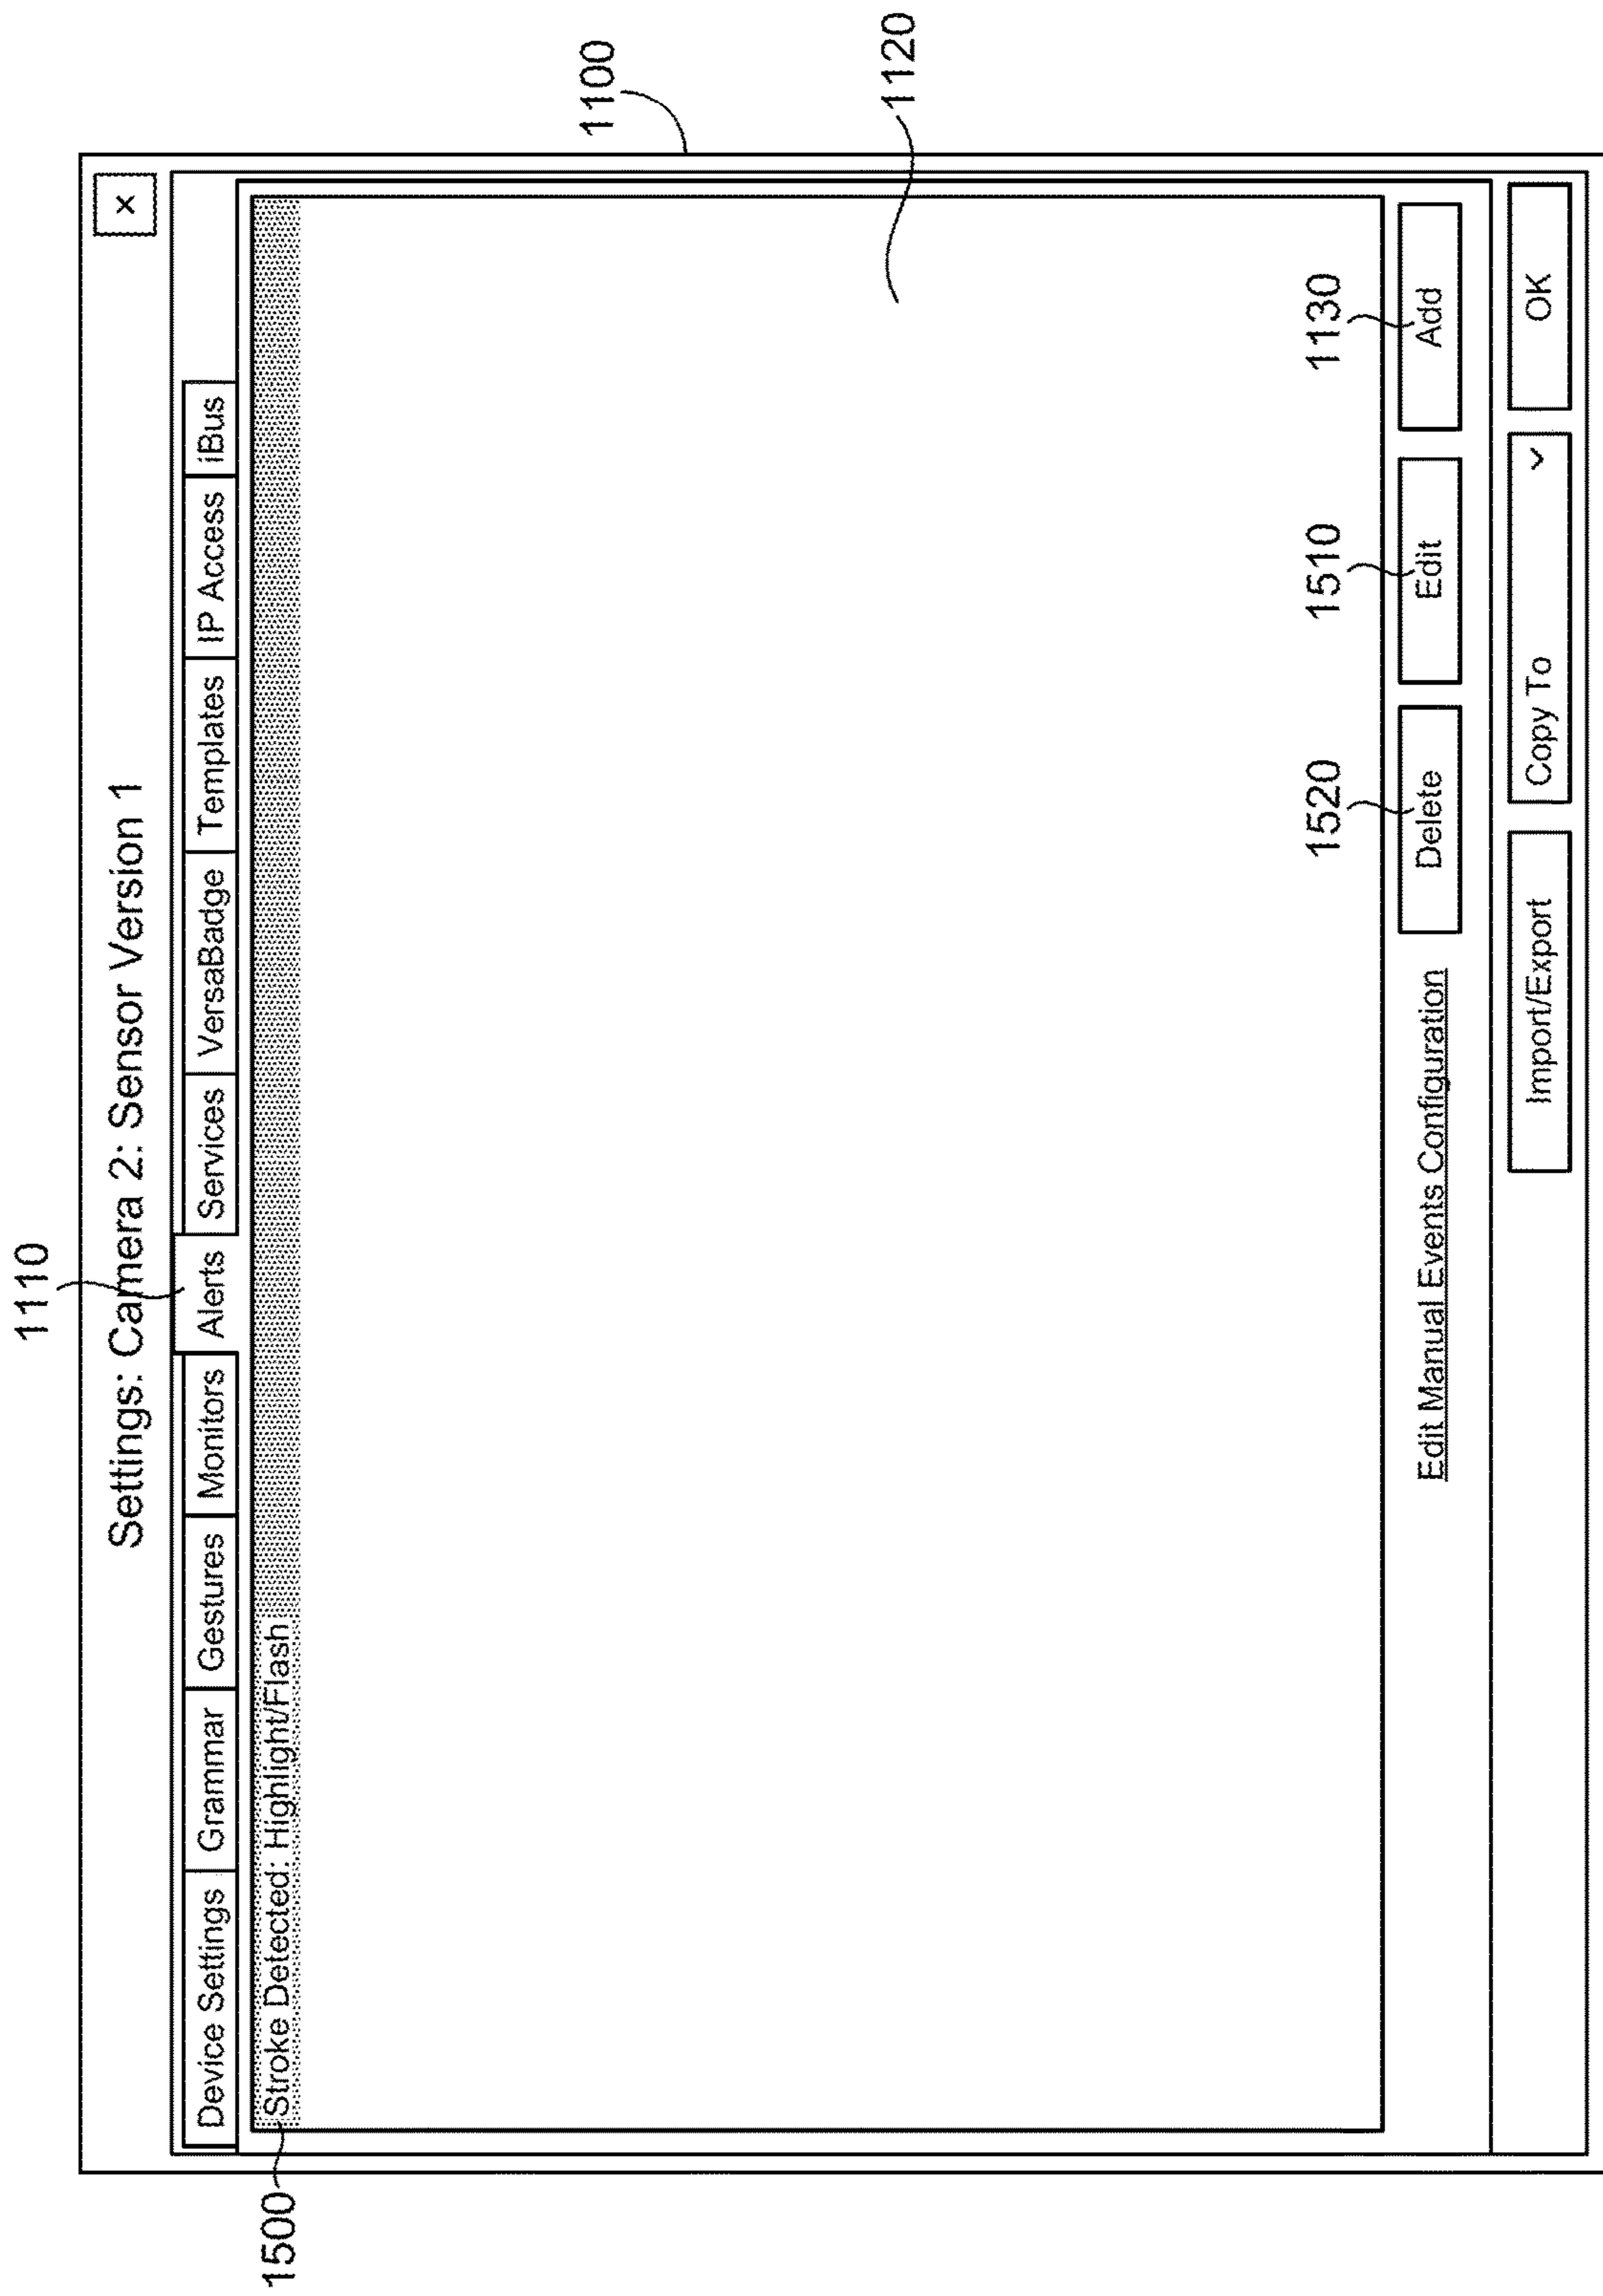 1110
Settings: Camera 2: Sensor Version 1
×
1100
Device Settings Grammar Gestures Monitors Alerts Services VersaBadge Templates IP Access iBus
1500
Stroke Detected: Highlight/Flash
1120
1520 1510 1130
Edit Manual Events Configuration Delete Edit Add
Import/Export Copy To OK